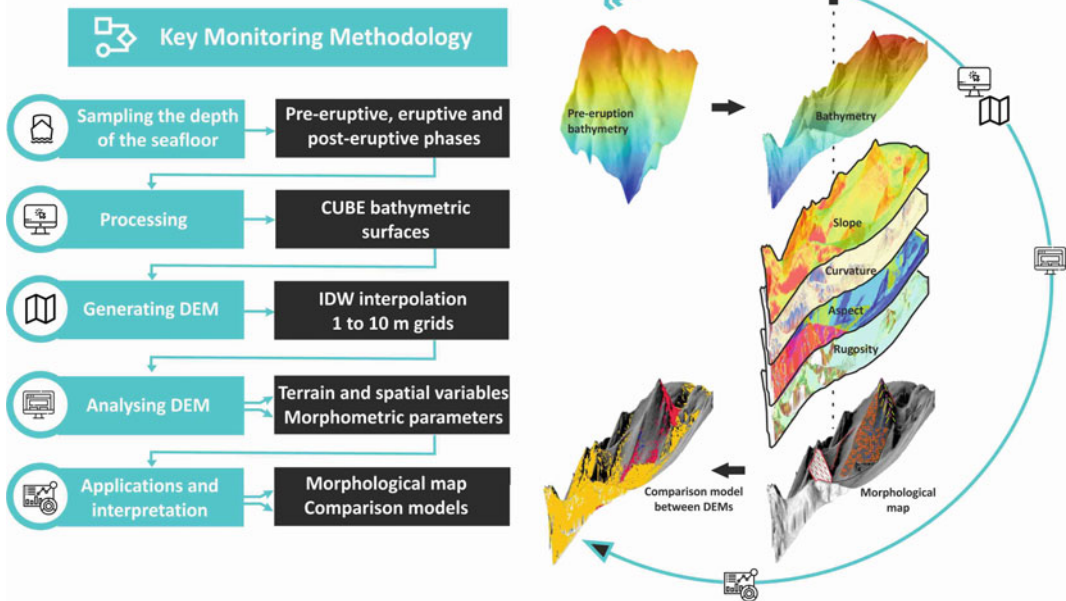 Key Monitoring Methodology
Sampling the depth
of the seafloor
Pre-eruptive, eruptive and
post-eruptive phases
Processing
CUBE bathymetric
surfaces
Generating DEM
IDW interpolation
1 to 10 m grids
Analysing DEM
Terrain and spatial variables
Morphometric parameters
Applications and
interpretation
Morphological map
Comparison models
Pre-eruption
bathymetry
Bathymetry
Slope
Curvature
Aspect
Rugosity
Comparison model
between DEMs
Morphological
map